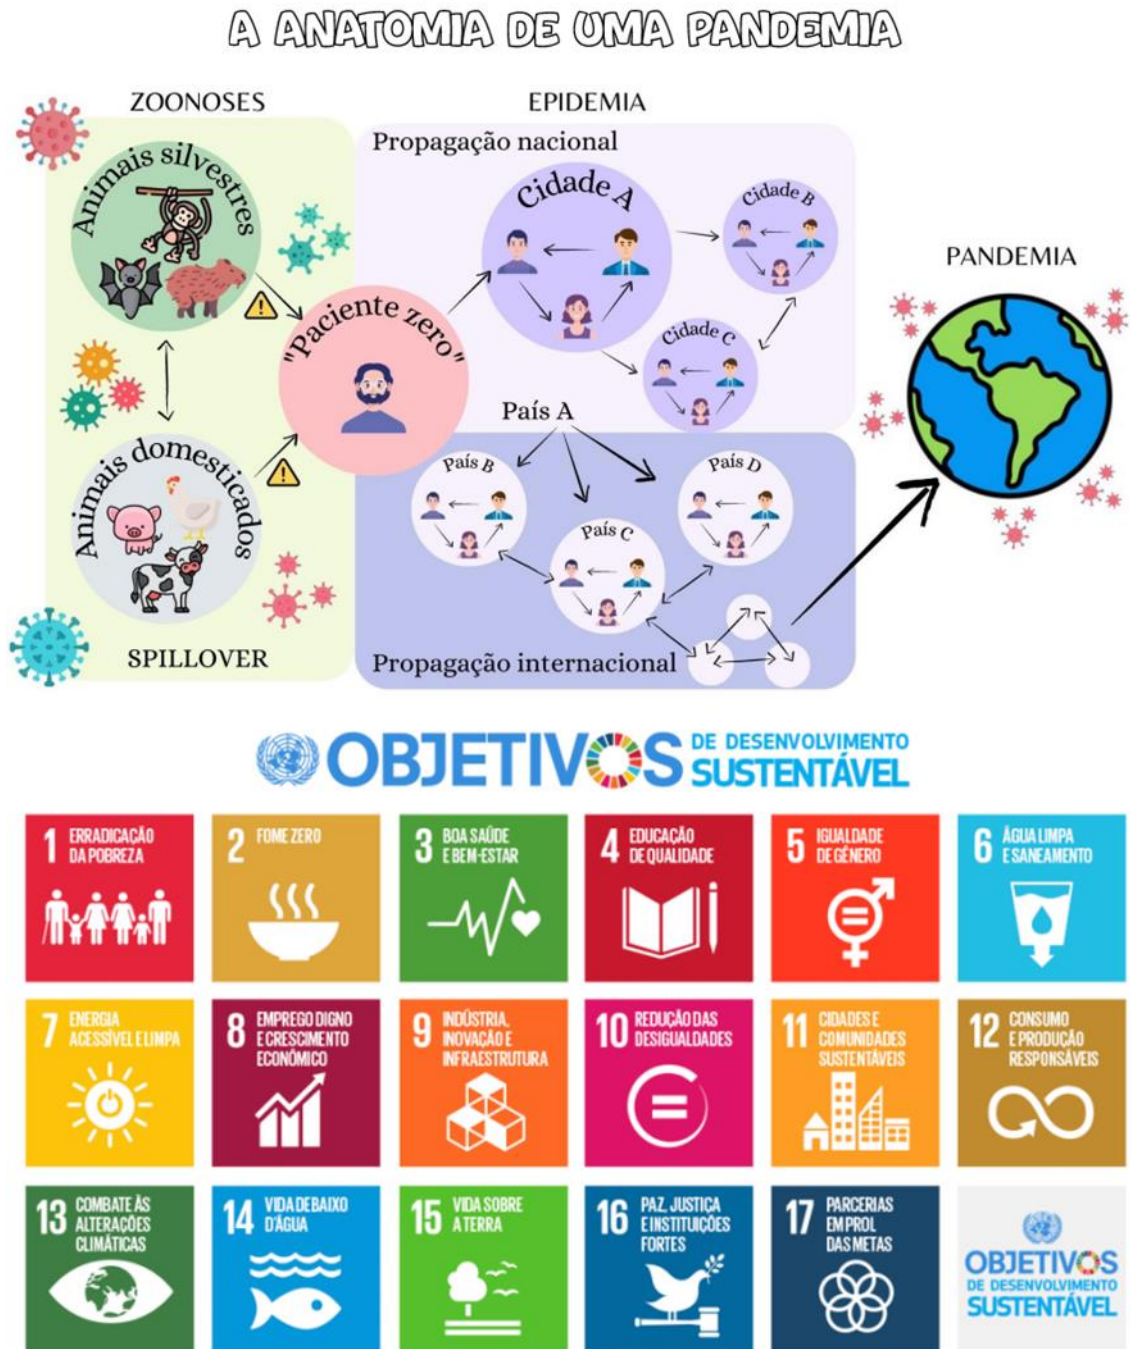 A ANATOMIA DE UMA PANDEMIA
ZOONOSES
EPIDEMIA
Propagação nacional
Animais silvestres
Cidade A
Cidade B
PANDEMIA
"Paciente zero"
Cidade C
País A
Animais domesticados
País B
País D
País C
SPILLOVER
Propagação internacional
OBJETIVOS
DE DESENVOLVIMENTO
SUSTENTÁVEL
1 ERRADICAÇÃO
DA POBREZA
2 FOME ZERO
3 BOA SAÚDE
E BEM-ESTAR
4 EDUCAÇÃO
DE QUALIDADE
5 IGUALDADE
DE GÊNERO
6 ÁGUA LIMPA
E SANEAMENTO
7 ENERGIA
ACESSÍVEL E LIMPA
8 EMPREGO DIGNO
E CRESCIMENTO
ECONÔMICO
9 INDÚSTRIA,
INOVAÇÃO E
INFRAESTRUTURA
10 REDUÇÃO DAS
DESIGUALDADES
11 CIDADES E
COMUNIDADES
SUSTENTÁVEIS
12 CONSUMO
E PRODUÇÃO
RESPONSÁVEIS
13 COMBATE ÀS
ALTERAÇÕES
CLIMÁTICAS
14 VIDA DEBAIXO
D'ÁGUA
15 VIDA SOBRE
A TERRA
16 PAZ, JUSTIÇA
E INSTITUIÇÕES
FORTES
17 PARCERIAS
EM PROL
DAS METAS
OBJETIVOS
DE DESENVOLVIMENTO
SUSTENTÁVEL